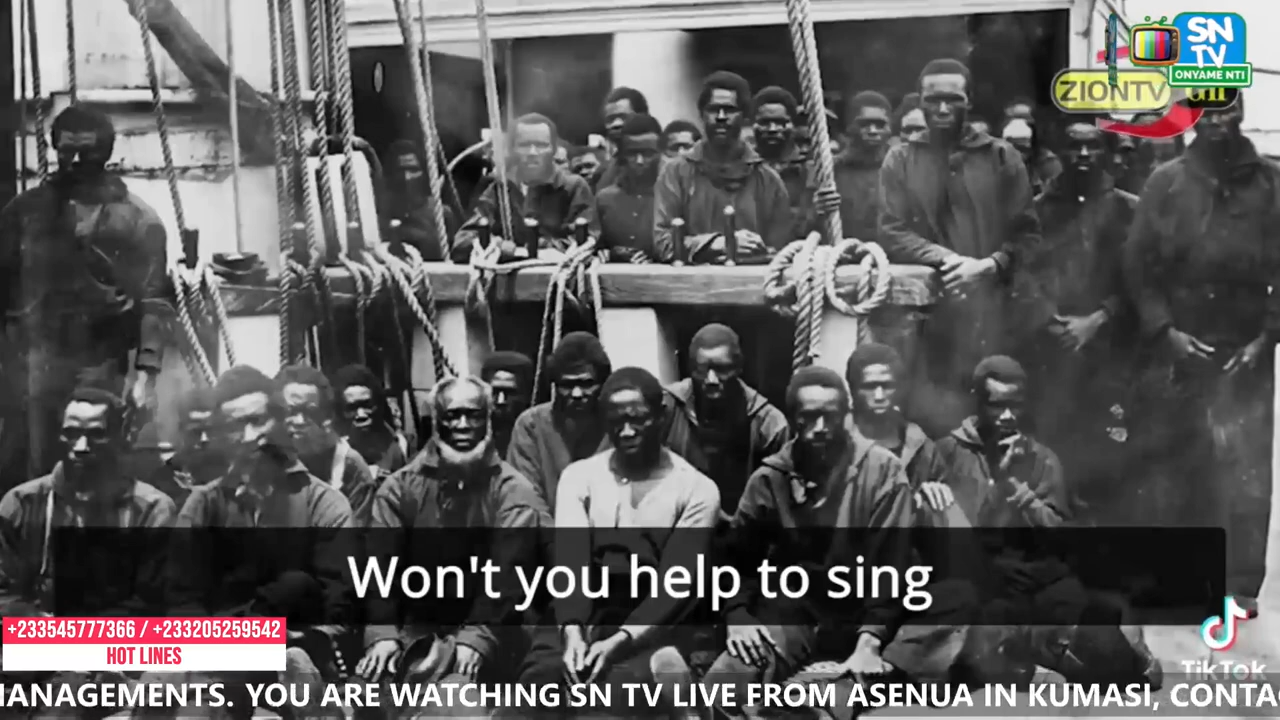 SN
TV
ONYAME NTI
ZIONTV
Won't you help to sing
+233545777366 / +233205259542
HOT LINES
TikTok
MANAGEMENTS. YOU ARE WATCHING SN TV LIVE FROM ASENUA IN KUMASI, CONTA